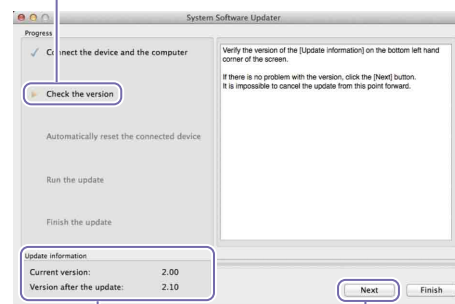 System Software Updater
Progress
Connect the device and the computer
Check the version
Automatically reset the connected device
Run the update
Finish the update
Verify the version of the [Update information] on the bottom left hand
corner of the screen.
If there is no problem with the version, click the [Next] button.
It is impossible to cancel the update from this point forward.
Update information
Current version: 2.00
Version after the update: 2.10
Next
Finish